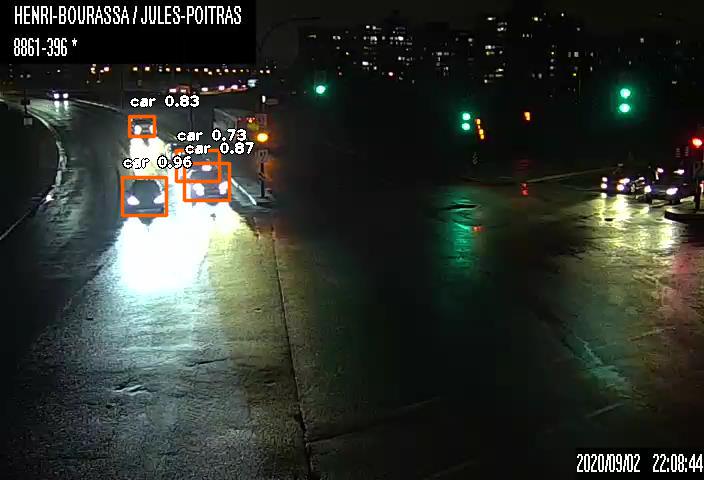 HENRI-BOURASSA / JULES-POITRAS
8861-396 *
car 0.83
car 0.73
car 0.87
car 0.96
2020/09/02 22:08:44